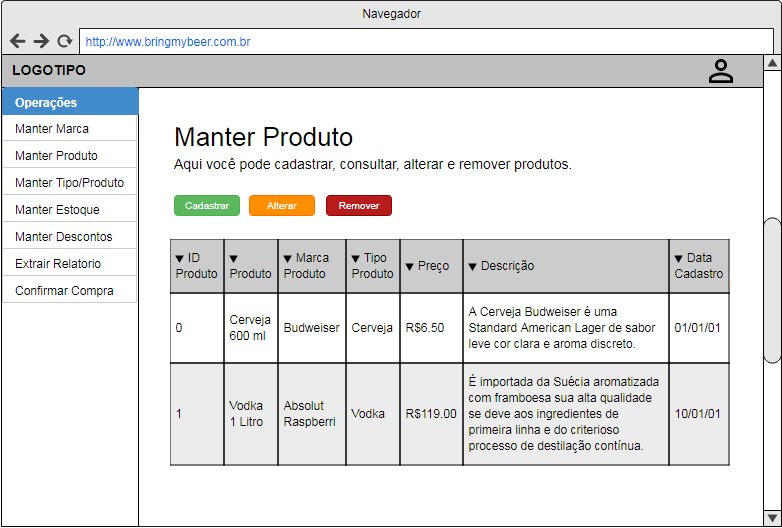 Navegador
http://www.bringmybeer.com.br
LOGOTIPO
Operações
Manter Marca
Manter Produto
Manter Tipo/Produto
Manter Estoque
Manter Descontos
Extrair Relatorio
Confirmar Compra
Manter Produto
Aqui você pode cadastrar, consultar, alterar e remover produtos.
Cadastrar Alterar Remover
▼ ID
Produto
▼
Produto
▼ Marca
Produto
▼ Tipo
Produto
▼ Preço
▼ Descrição
▼ Data
Cadastro
0
Cerveja
600 ml
Budweiser
Cerveja
R$6.50
A Cerveja Budweiser é uma
Standard American Lager de sabor
leve cor clara e aroma discreto.
01/01/01
1
Vodka
1 Litro
Absolut
Raspberri
Vodka
R$119.00
É importada da Suécia aromatizada
com framboesa sua alta qualidade
se deve aos ingredientes de
primeira linha e do criterioso
processo de destilação contínua.
10/01/01